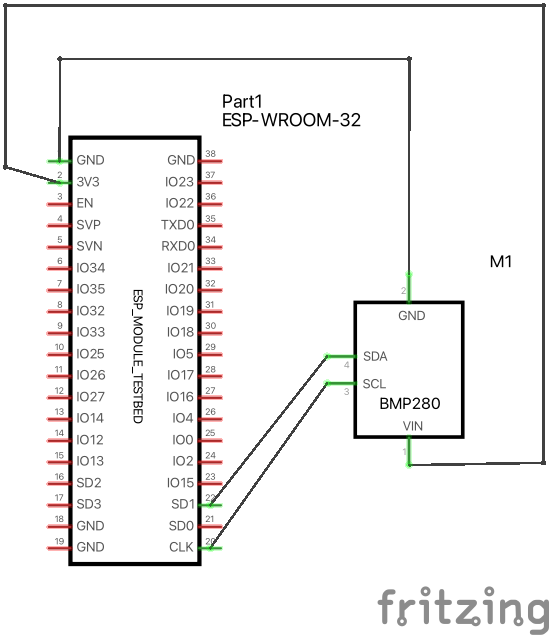 Part1
ESP-WROOM-32
GND GND 38
2 3V3 IO23 37
3 EN IO22 36
4 SVP TXD0 35
5 SVN RXD0 34
6 IO34 IO21 33
7 IO35 IO20 32
8 IO32 IO19 31
9 IO33 IO18 30
10 IO25 IO5 29
11 IO26 IO17 28
12 IO27 IO16 27
13 IO14 IO4 26
14 IO12 IO0 25
15 IO13 IO2 24
16 SD2 IO15 23
17 SD3 SD1 22
18 GND SD0 21
19 GND CLK 20
ESP_MODULE_TESTBED
M1
2
GND
SDA
4
SCL
3
BMP280
VIN
1
fritzing